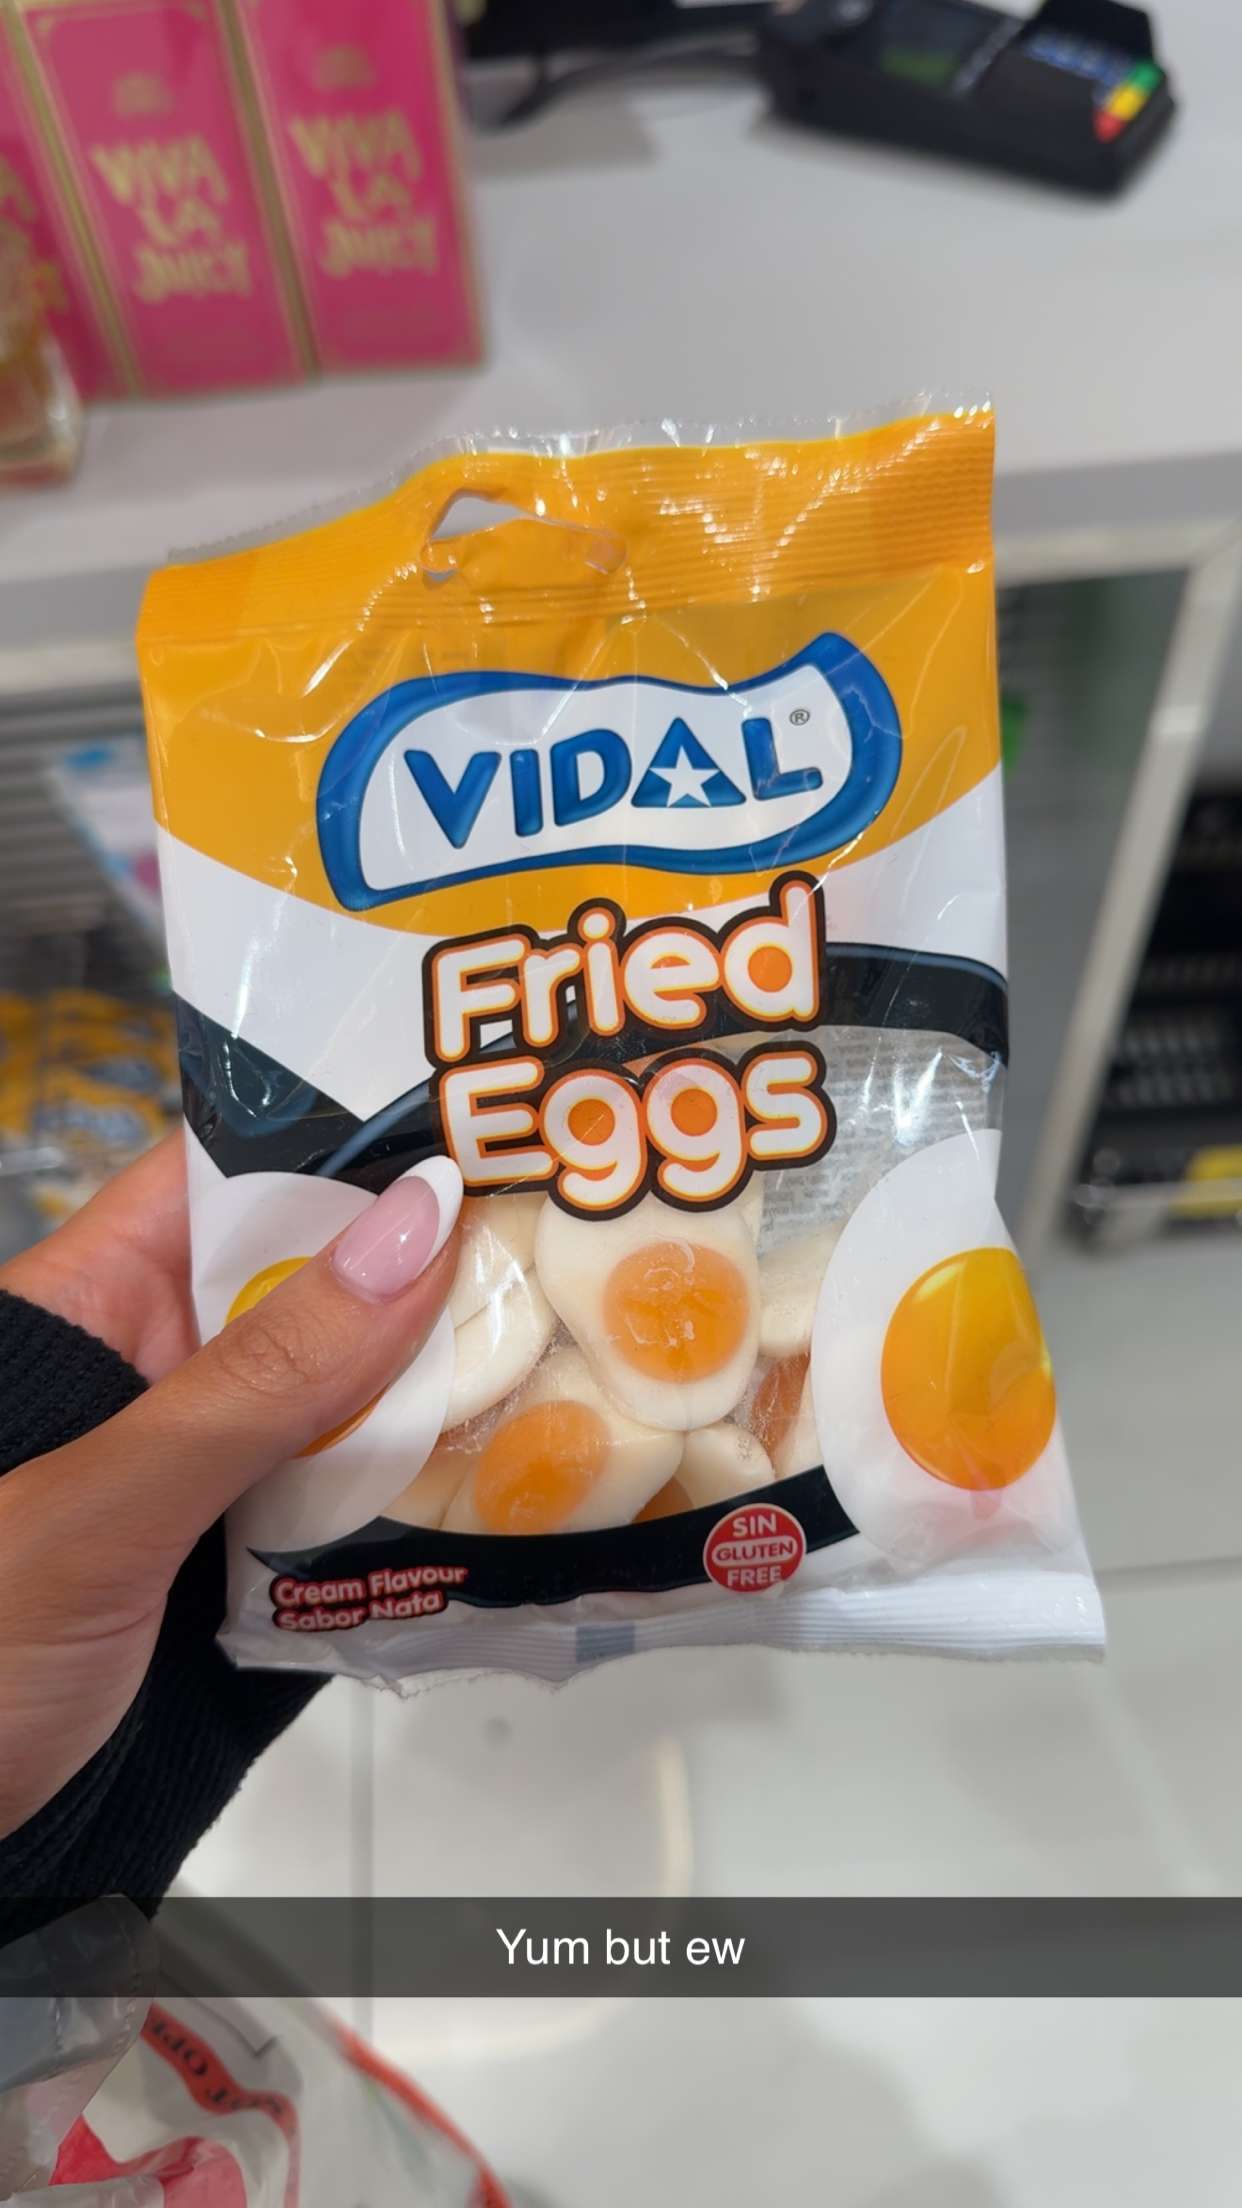 VIVA
LA
JUICY
VIVA
LA
JUICY
VIDAL®
Fried
Eggs
SIN
GLUTEN
FREE
Cream Flavour
Sabor Nata
Yum but ew